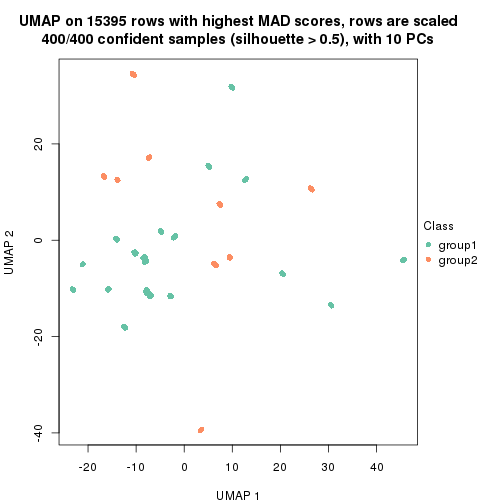 UMAP on 15395 rows with highest MAD scores, rows are scaled
400/400 confident samples (silhouette > 0.5), with 10 PCs
20
0
-20
-40
UMAP 2
-20
-10
0
10
20
30
40
UMAP 1
Class
group1
group2